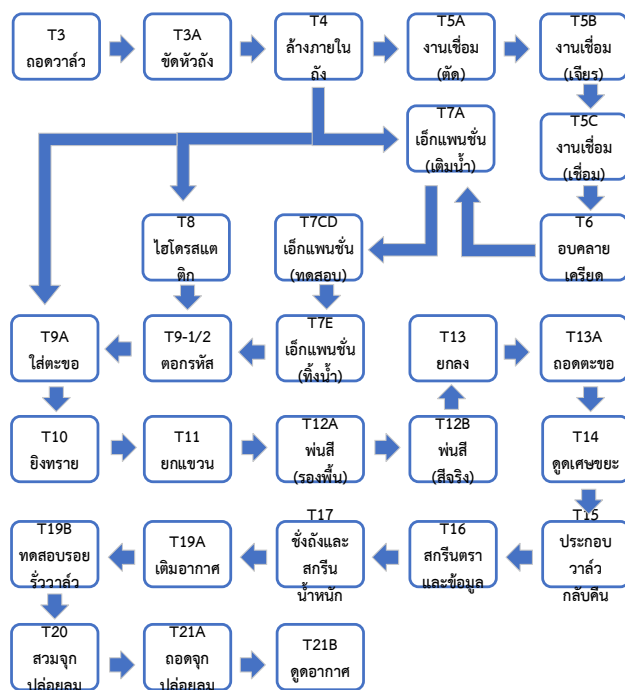 T3
ถอดวาล์ว
T3A
ขัดหัวถัง
T4
ล้างภายใน
ถัง
T5A
งานเชื่อม
(ตัด)
T5B
งานเชื่อม
(เจียร)
T7A
เอ็กแพนชั่น
(เติมน้ำ)
T5C
งานเชื่อม
(เชื่อม)
T8
ไฮโดรสแต
ติก
T7CD
เอ็กแพนชั่น
(ทดสอบ)
T6
อบคลาย
เครียด
T9A
ใส่ตะขอ
T9-1/2
ตอกรหัส
T7E
เอ็กแพนชั่น
(ทิ้งน้ำ)
T13
ยกลง
T13A
ถอดตะขอ
T10
ยิงทราย
T11
ยกแขวน
T12A
พ่นสี
(รองพื้น)
T12B
พ่นสี
(สีจริง)
T14
ดูดเศษขยะ
T19B
ทดสอบรอย
รั่ววาล์ว
T19A
เติมอากาศ
T17
ชั่งถังและ
สกรีน
น้ำหนัก
T16
สกรีนตรา
และข้อมูล
T15
ประกอบ
วาล์ว
กลับคืน
T20
สวมจุก
ปล่อยลม
T21A
ถอดจุก
ปล่อยลม
T21B
ดูดอากาศ